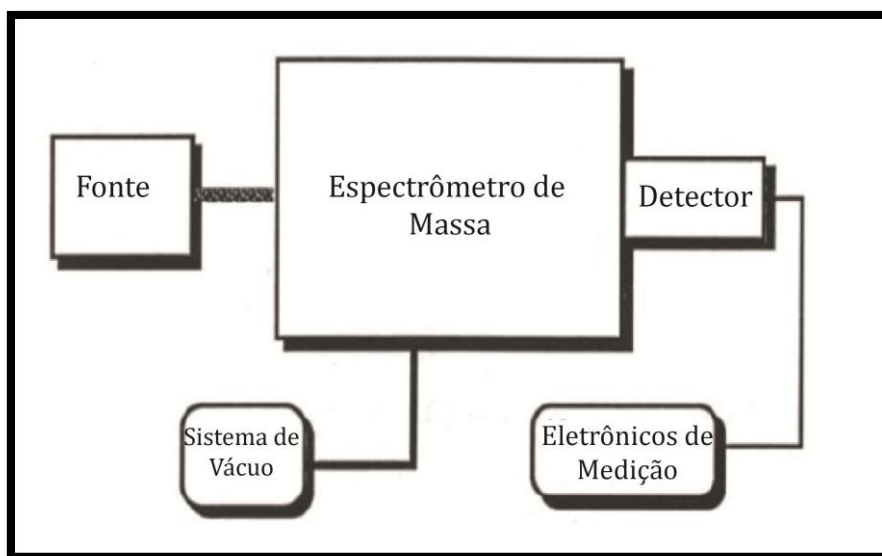 Fonte
Espectrômetro de
Massa
Detector
Sistema de
Vácuo
Eletrônicos de
Medição